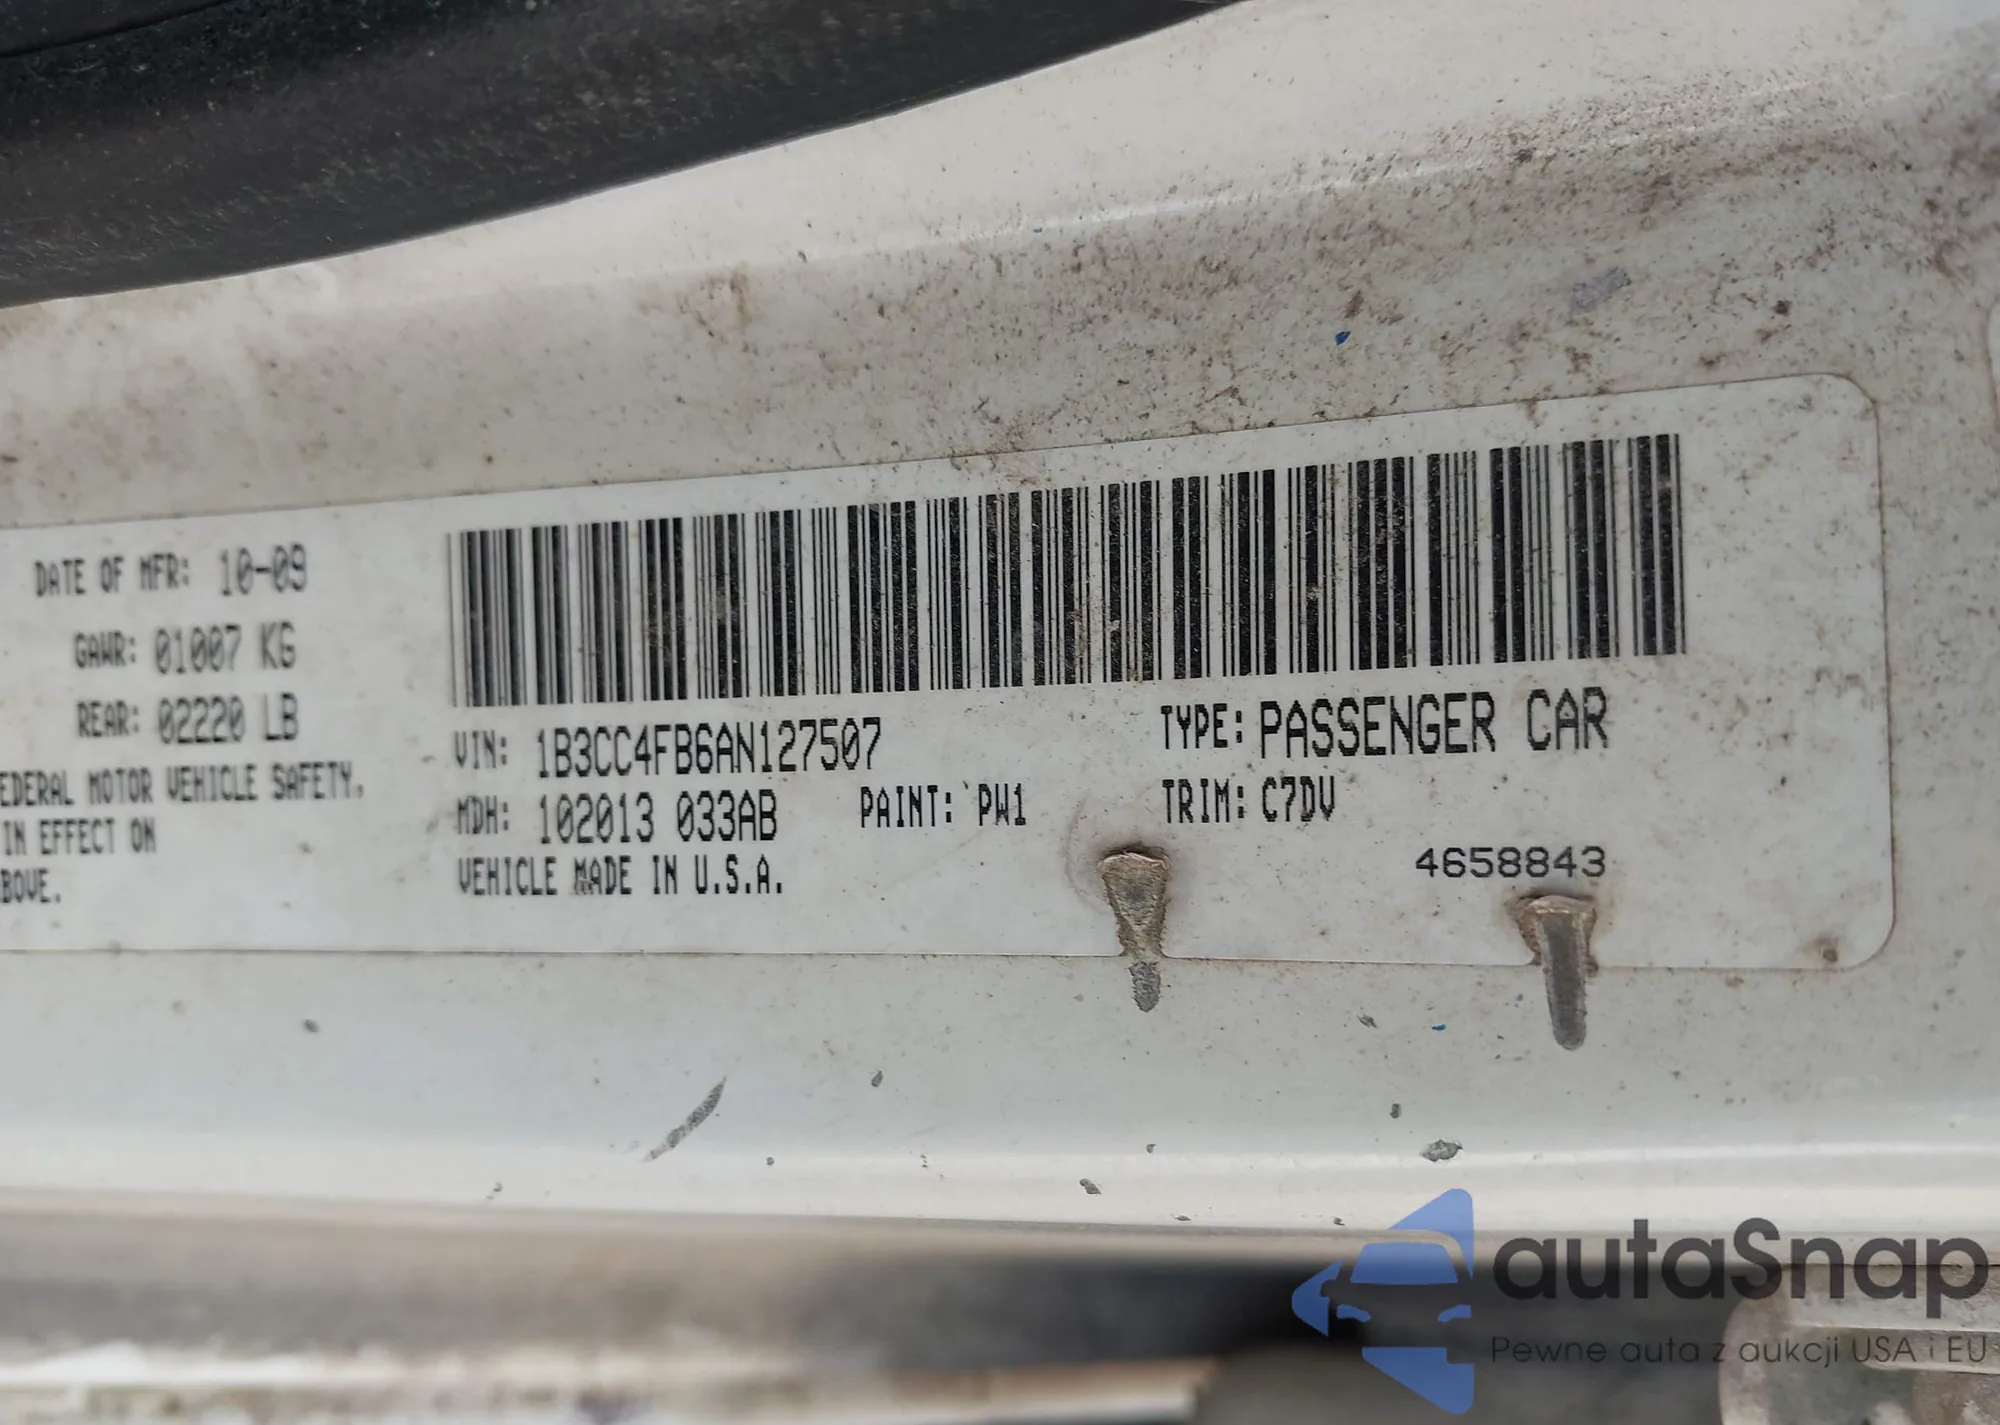 DATE OF MFR: 10-09
GAWR: 01007 KG
REAR: 02220 LB
EDERAL MOTOR VEHICLE SAFETY,
IN EFFECT ON
BOVE.
VIN: 1B3CC4FB6AN127507
TYPE: PASSENGER CAR
MDH: 102013 033AB
PAINT: PW1
TRIM: C7DV
VEHICLE MADE IN U.S.A.
4658843
autaSnap
Pewne auta z aukcji USA i EU